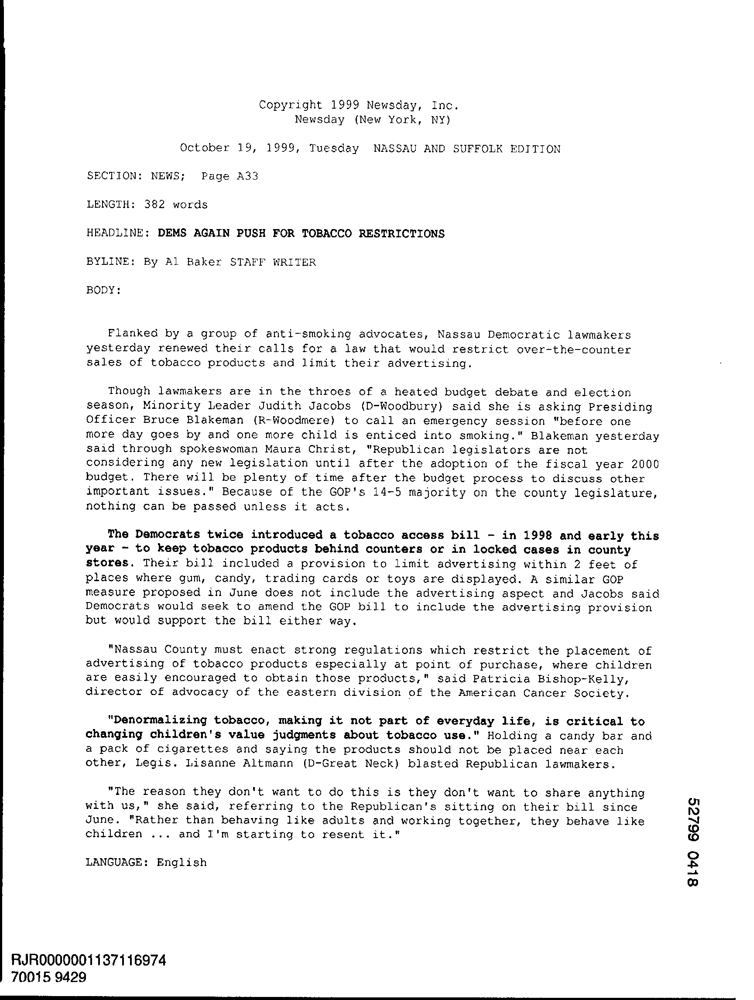 Copyright 1999 Newsday, Inc.
Newsday (New York, NY)
October 19, 1999, Tuesday NASSAU AND SUFFOLK EDITION
SECTION: NEWS; Page A33
LENGTH: 382 words
HEADLINE: DEMS AGAIN PUSH FOR TOBACCO RESTRICTIONS
BYLINE: By Al Baker STAFF WRITER
BODY:
Flanked by a group of anti-smoking advocates, Nassau Democratic lawmakers
yesterday renewed their calls for a law that would restrict over-the-counter
sales of tobacco products and limit their advertising.
Though lawmakers are in the throes of a heated budget debate and election
season, Minority Leader Judith Jacobs (D-Woodbury) said she is asking Presiding
Officer Bruce Blakeman (R-Woodmere) to call an emergency session "before one
more day goes by and one more child is enticed into smoking." Blakeman yesterday
said through spokeswoman Maura Christ, "Republican legislators are not
considering any new legislation until after the adoption of the fiscal year 2000
budget. There will be plenty of time after the budget process to discuss other
important issues." Because of the GOP's 14-5 majority on the county legislature,
nothing can be passed unless it acts.
The Democrats twice introduced a tobacco access bill - in 1998 and early this
year - to keep tobacco products behind counters or in locked cases in county
stores. Their bill included a provision to limit advertising within 2 feet of
places where gum, candy, trading cards or toys are displayed. A similar GOP
measure proposed in June does not include the advertising aspect and Jacobs said
Democrats would seek to amend the GOP bill to include the advertising provision
but would support the bill either way.
"Nassau County must enact strong regulations which restrict the placement of
advertising of tobacco products especially at point of purchase, where children
are easily encouraged to obtain those products," said Patricia Bishop-Kelly,
director of advocacy of the eastern division of the American Cancer Society.
"Denormalizing tobacco, making it not part of everyday life, is critical to
changing children's value judgments about tobacco use." Holding a candy bar and
a pack of cigarettes and saying the products should not be placed near each
other, Legis. Lisanne Altmann (D-Great Neck) blasted Republican lawmakers.
"The reason they don't want to do this is they don't want to share anything
with us," she said, referring to the Republican's sitting on their bill since
June. "Rather than behaving like adults and working together, they behave like
children ... and I'm starting to resent it."
LANGUAGE: English
52799 0418
RJR0000001137116974
70015 9429